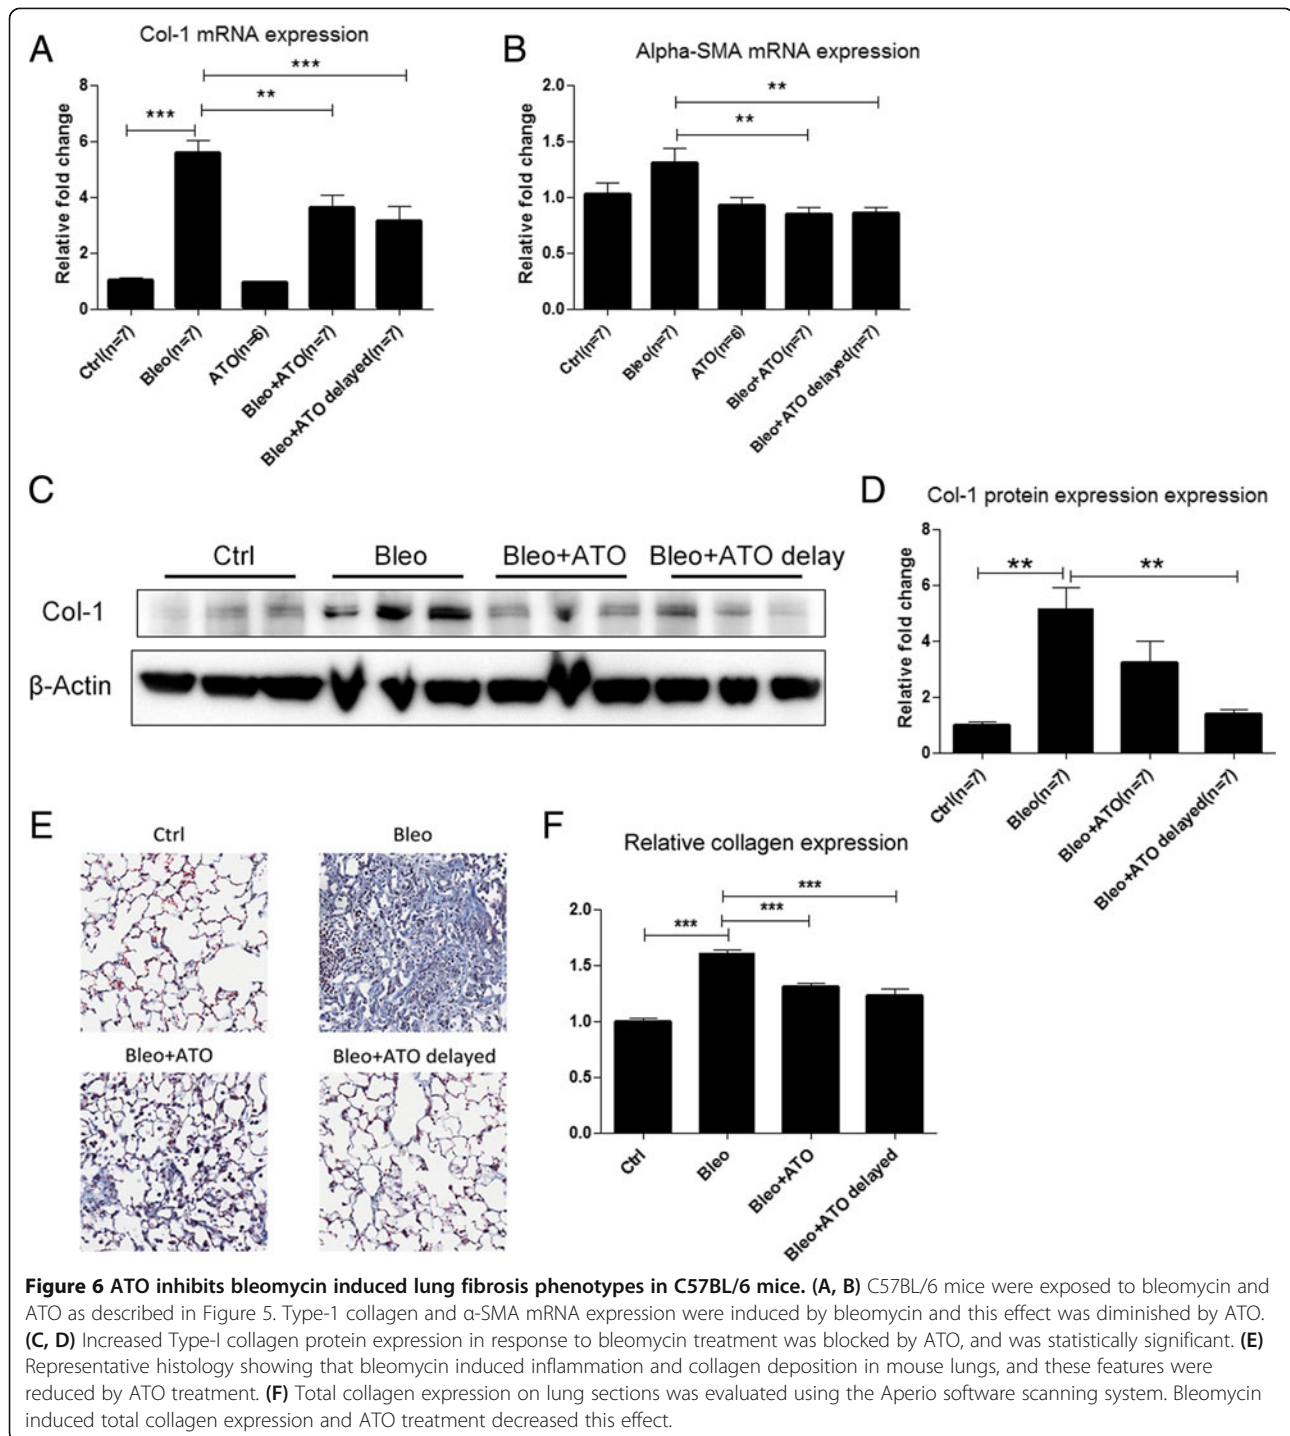 A
Col-1 mRNA expression
Relative fold change
8
6
4
2
0
***
**
***
Ctrl(n=7)
Bleo(n=7)
ATO(n=6)
Bleo+ATO(n=7)
Bleo+ATO delayed(n=7)
B
Alpha-SMA mRNA expression
Relative fold change
2.0
1.5
1.0
0.5
0.0
**
**
Ctrl(n=7)
Bleo(n=7)
ATO(n=6)
Bleo+ATO(n=7)
Bleo+ATO delayed(n=7)
C
Ctrl Bleo Bleo+ATO Bleo+ATO delay
Col-1
β-Actin
D
Col-1 protein expression expression
Relative fold change
8
6
4
2
0
**
**
Ctrl(n=7)
Bleo(n=7)
Bleo+ATO(n=7)
Bleo+ATO delayed(n=7)
E
Ctrl
Bleo
Bleo+ATO
Bleo+ATO delayed
F
Relative collagen expression
2.0
1.5
1.0
0.5
0.0
***
***
***
Ctrl
Bleo
Bleo+ATO
Bleo+ATO delayed
Figure 6 ATO inhibits bleomycin induced lung fibrosis phenotypes in C57BL/6 mice. (A, B) C57BL/6 mice were exposed to bleomycin and
ATO as described in Figure 5. Type-1 collagen and α-SMA mRNA expression were induced by bleomycin and this effect was diminished by ATO.
(C, D) Increased Type-I collagen protein expression in response to bleomycin treatment was blocked by ATO, and was statistically significant. (E)
Representative histology showing that bleomycin induced inflammation and collagen deposition in mouse lungs, and these features were
reduced by ATO treatment. (F) Total collagen expression on lung sections was evaluated using the Aperio software scanning system. Bleomycin
induced total collagen expression and ATO treatment decreased this effect.